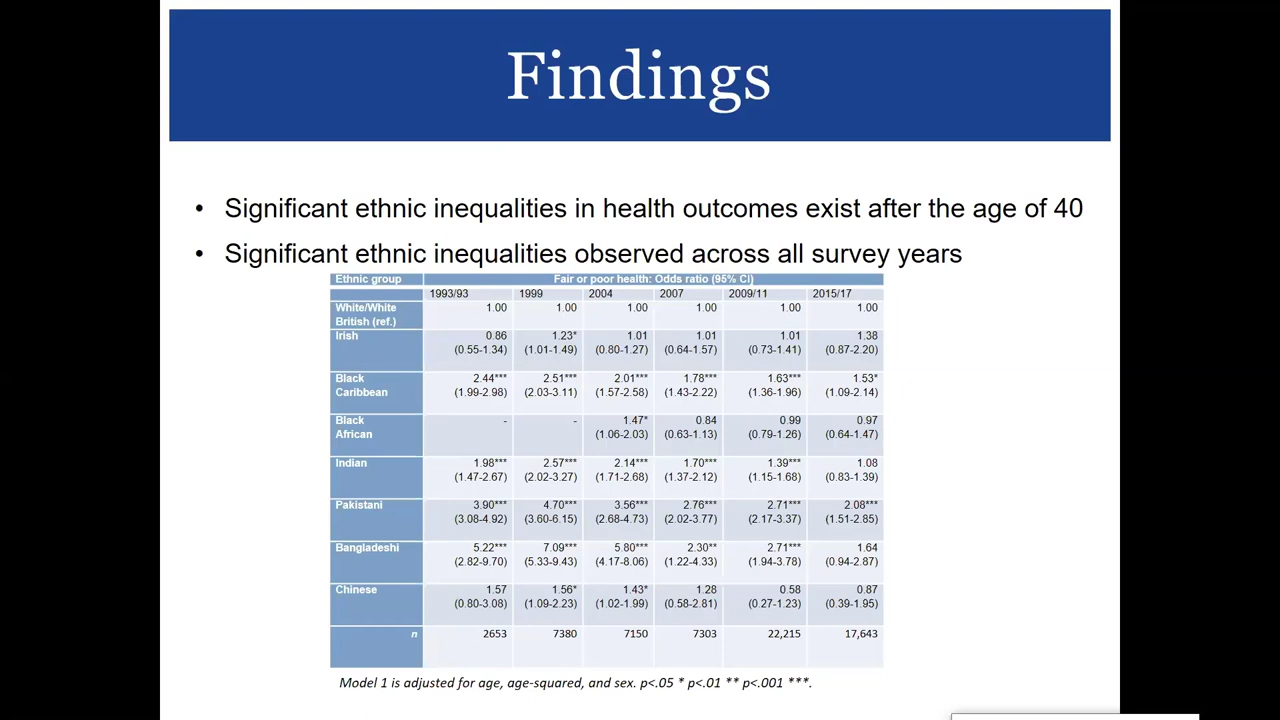 Findings
• Significant ethnic inequalities in health outcomes exist after the age of 40
• Significant ethnic inequalities observed across all survey years
Ethnic group Fair or poor health: Odds ratio (95% CI)
1993/93 1999 2004 2007 2009/11 2015/17
White/White 1.00 1.00 1.00 1.00 1.00 1.00
British (ref.)
Irish 0.86 1.23* 1.01 1.01 1.01 1.38
(0.55-1.34) (1.01-1.49) (0.80-1.27) (0.64-1.57) (0.73-1.41) (0.87-2.20)
Black 2.44*** 2.51*** 2.01*** 1.78*** 1.63*** 1.53*
Caribbean (1.99-2.98) (2.03-3.11) (1.57-2.58) (1.43-2.22) (1.36-1.96) (1.09-2.14)
Black - - 1.47* 0.84 0.99 0.97
African (1.06-2.03) (0.63-1.13) (0.79-1.26) (0.64-1.47)
Indian 1.98*** 2.57*** 2.14*** 1.70*** 1.39*** 1.08
(1.47-2.67) (2.02-3.27) (1.71-2.68) (1.37-2.12) (1.15-1.68) (0.83-1.39)
Pakistani 3.90*** 4.70*** 3.56*** 2.76*** 2.71*** 2.08***
(3.08-4.92) (3.60-6.15) (2.68-4.73) (2.02-3.77) (2.17-3.37) (1.51-2.85)
Bangladeshi 5.22*** 7.09*** 5.80*** 2.30** 2.71*** 1.64
(2.82-9.70) (5.33-9.43) (4.17-8.06) (1.22-4.33) (1.94-3.78) (0.94-2.87)
Chinese 1.57 1.56* 1.43* 1.28 0.58 0.87
(0.80-3.08) (1.09-2.23) (1.02-1.99) (0.58-2.81) (0.27-1.23) (0.39-1.95)
n 2653 7380 7150 7303 22,215 17,643
Model 1 is adjusted for age, age-squared, and sex. p<.05 * p<.01 ** p<.001 ***.